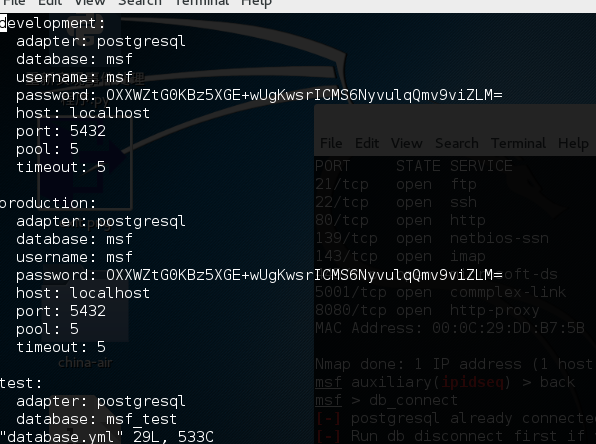 File Edit View Search Terminal Help
development:
adapter: postgresql
database: msf
username: msf
password: OXXWZtG0KBz5XGE+wUgKwsrICMS6NyvulqQmv9viZLM=
host: localhost
port: 5432
pool: 5
timeout: 5
production:
adapter: postgresql
database: msf
username: msf
password: OXXWZtG0KBz5XGE+wUgKwsrICMS6NyvulqQmv9viZLM=
host: localhost
port: 5432
pool: 5
timeout: 5
test:
adapter: postgresql
database: msf_test
"database.yml" 29L, 533C
china-air
File Edit View Search Terminal Help
PORT STATE SERVICE
21/tcp open ftp
22/tcp open ssh
80/tcp open http
139/tcp open netbios-ssn
143/tcp open imap
oft-ds
5001/tcp open commplex-link
8080/tcp open http-proxy
MAC Address: 00:0C:29:DD:B7:5B
Nmap done: 1 IP address (1 host
msf auxiliary(ipidseq) > back
msf > db_connect
[-] postgresql already connecte
[-] Run db_disconnect first if